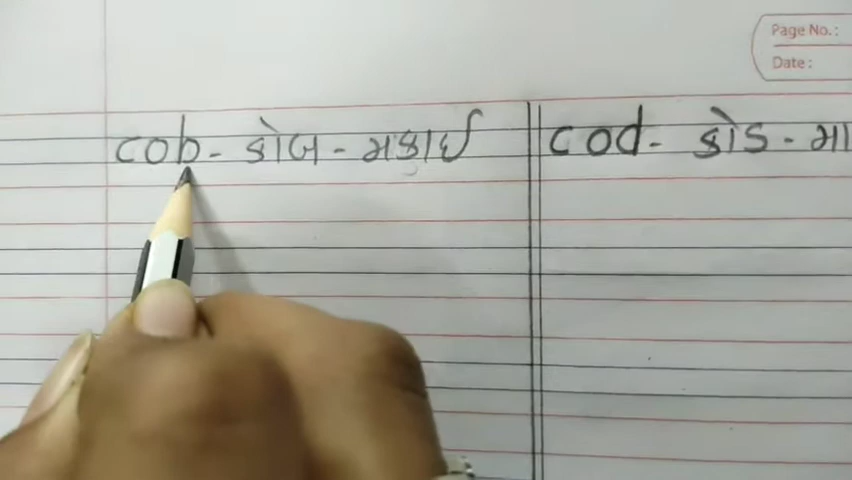 Page No.:
Date:
cob - કોબ - મકાઈ
cod - કોડ - મા